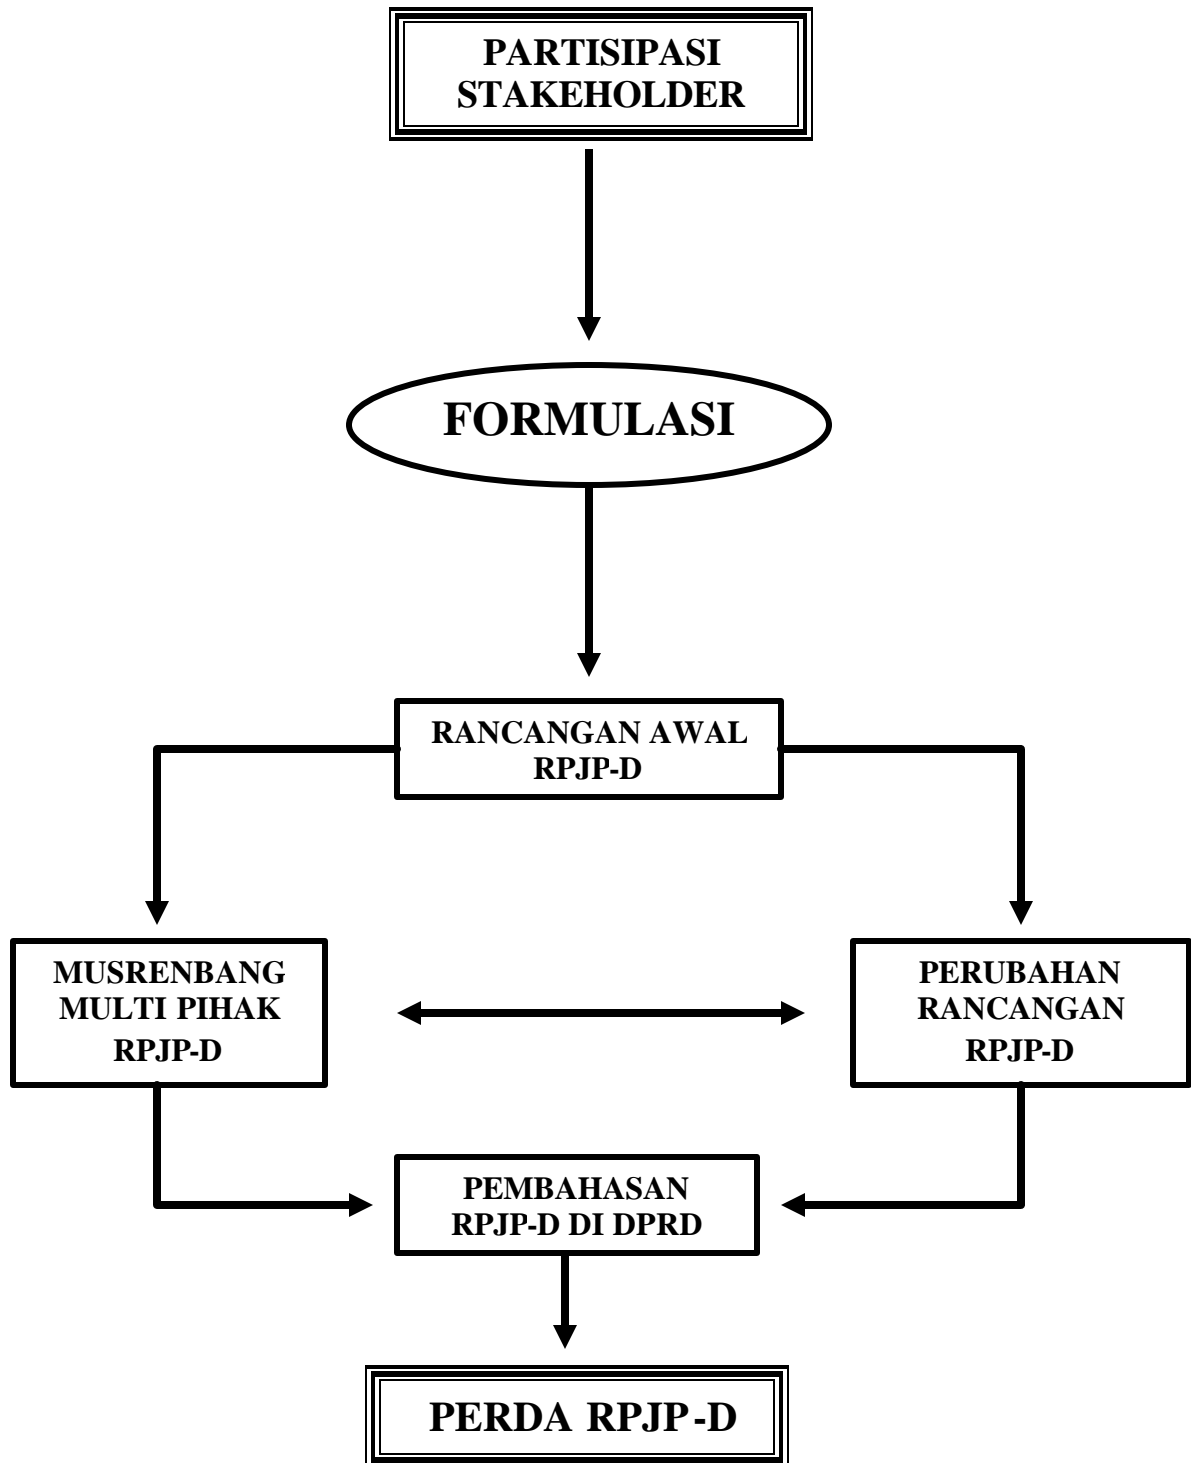 PARTISIPASI
STAKEHOLDER
FORMULASI
RANCANGAN AWAL
RPJP-D
MUSRENBANG
MULTI PIHAK
RPJP-D
PERUBAHAN
RANCANGAN
RPJP-D
PEMBAHASAN
RPJP-D DI DPRD
PERDA RPJP-D